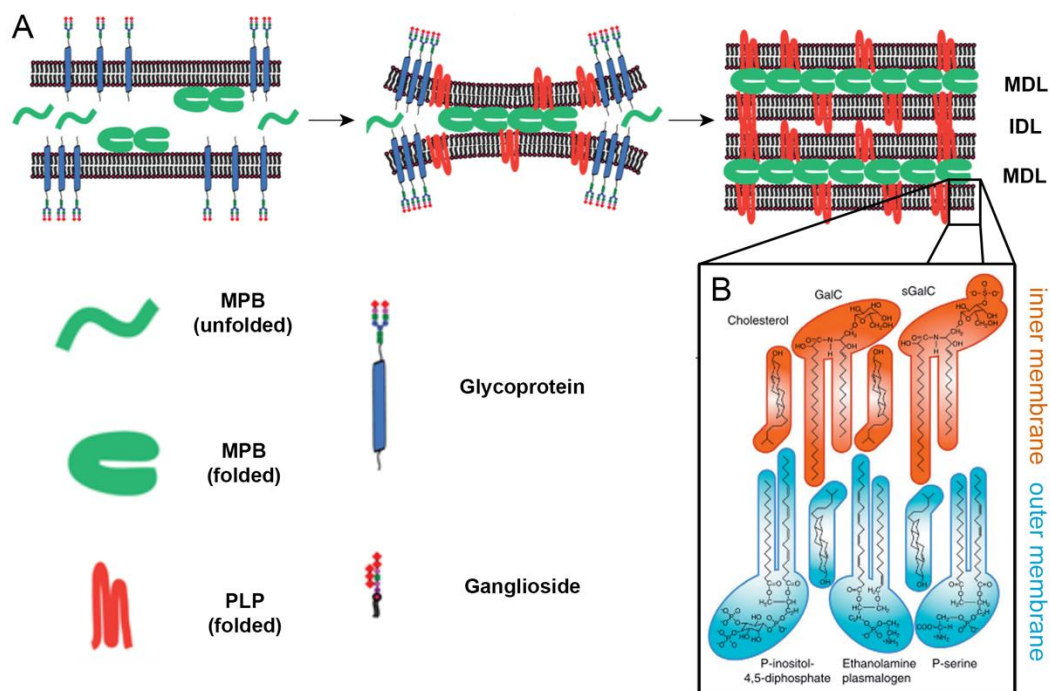 A
MDL
IDL
MDL
MPB
(unfolded)
MPB
(folded)
PLP
(folded)
Glycoprotein
Ganglioside
B
Cholesterol
GalC
sGalC
P-inositol-
4,5-diphosphate
Ethanolamine
plasmalogen
P-serine
inner membrane
outer membrane